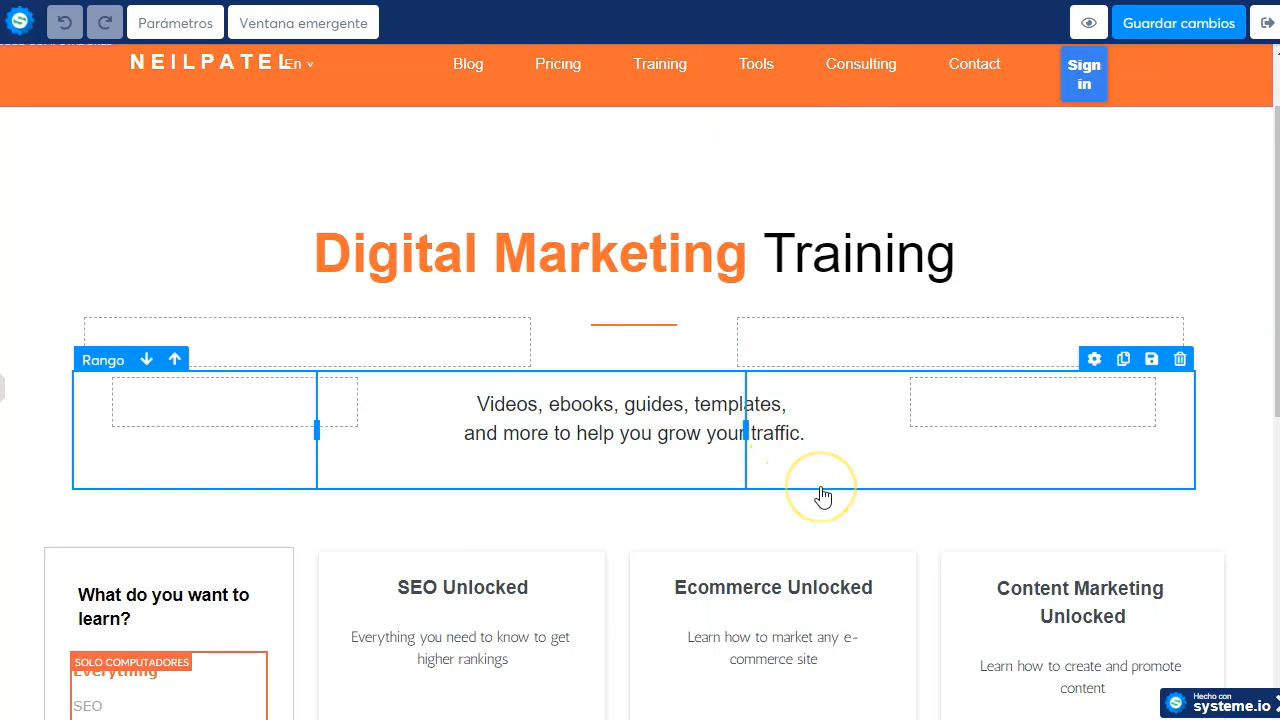 Parámetros
Ventana emergente
Guardar cambios
NEILPATEL
En
Blog
Pricing
Training
Tools
Consulting
Contact
Sign
in
Digital Marketing Training
Rango
Videos, ebooks, guides, templates,
and more to help you grow your traffic.
What do you want to
learn?
SOLO COMPUTADORES
Everything
SEO
SEO Unlocked
Everything you need to know to get
higher rankings
Ecommerce Unlocked
Learn how to market any e-
commerce site
Content Marketing
Unlocked
Learn how to create and promote
content
Hecho con
systeme.io